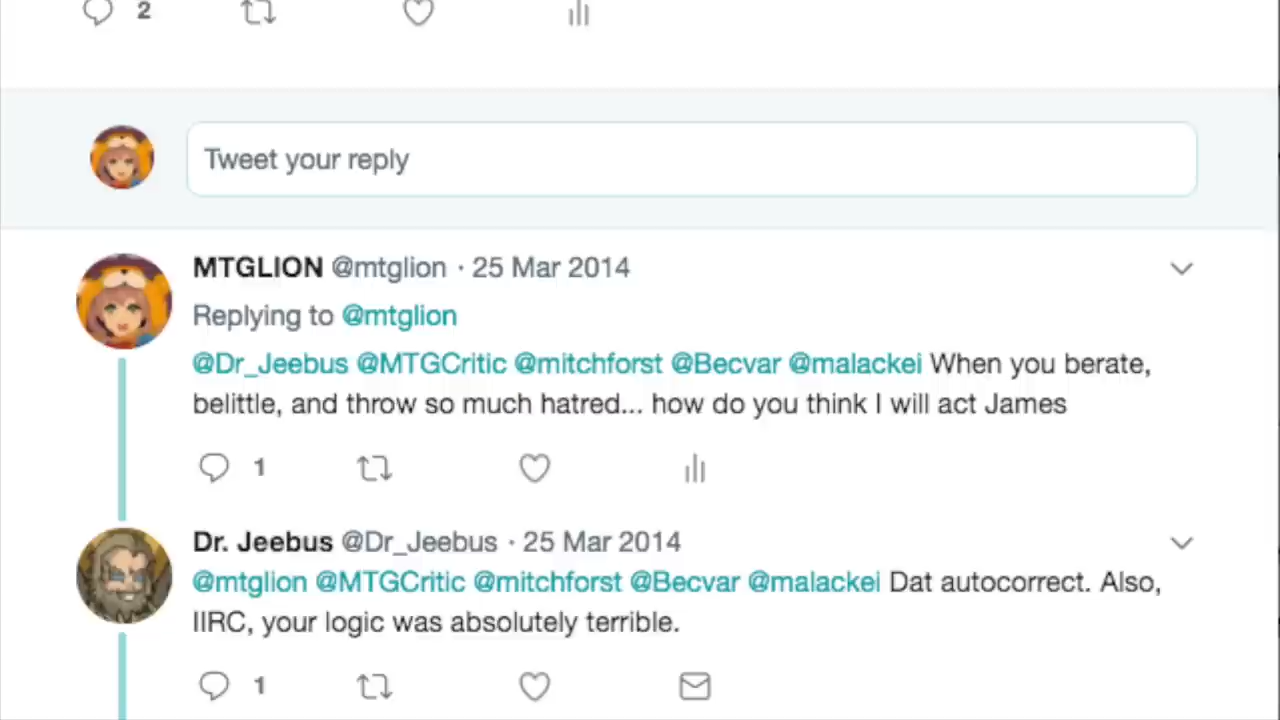 2
Tweet your reply
MTGLION @mtglion · 25 Mar 2014
Replying to @mtglion
@Dr_Jeebus @MTGCritic @mitchforst @Becvar @malackei When you berate,
belittle, and throw so much hatred... how do you think I will act James
1
Dr. Jeebus @Dr_Jeebus · 25 Mar 2014
@mtglion @MTGCritic @mitchforst @Becvar @malackei Dat autocorrect. Also,
IIRC, your logic was absolutely terrible.
1